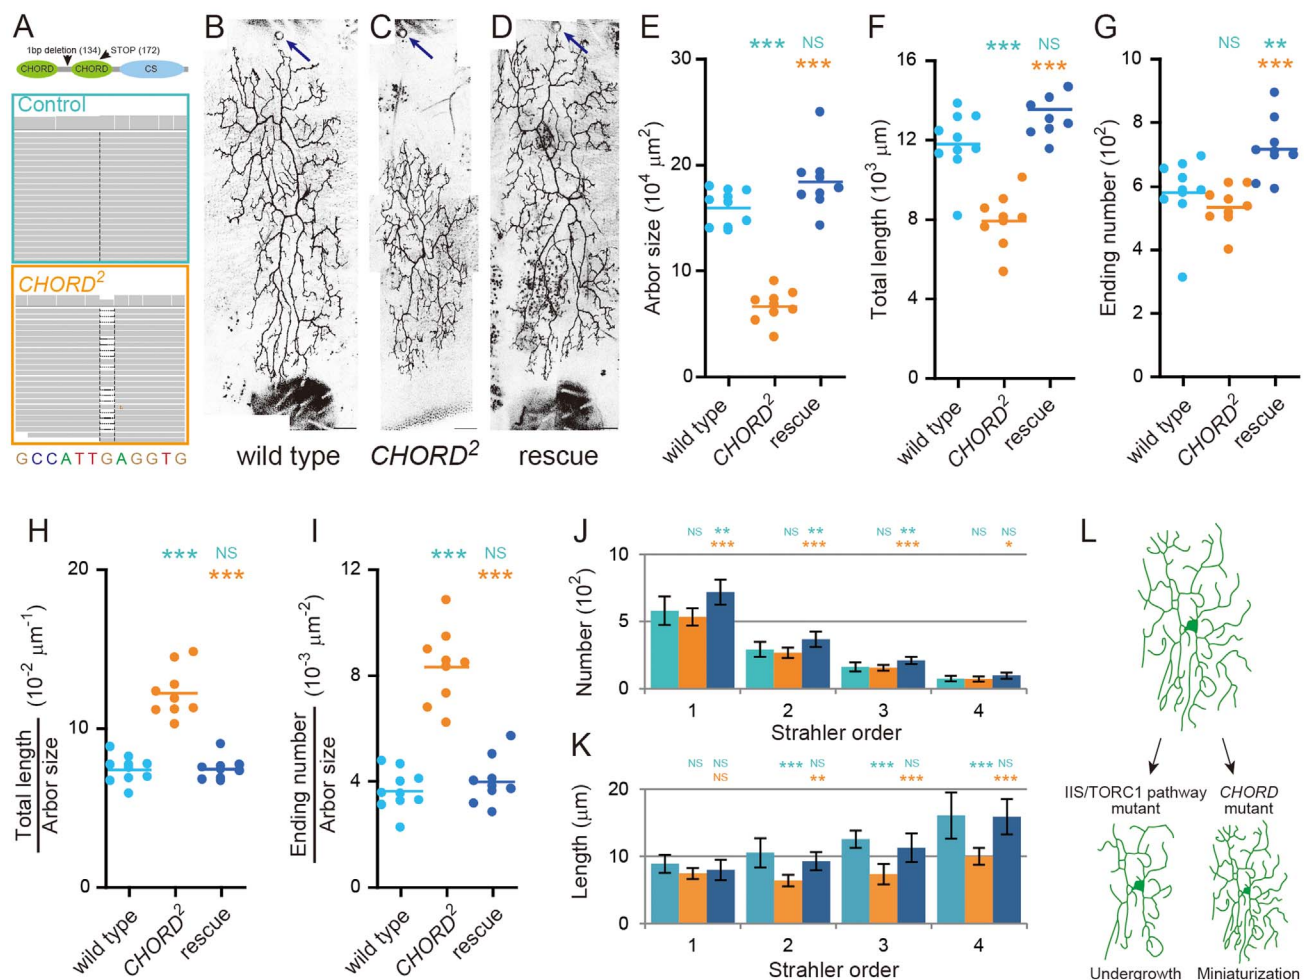 A
1bp deletion (134)
STOP (172)
CHORD
CHORD
CS
Control
CHORD²
GCCATTGAGGTG
B
wild type
C
CHORD²
D
rescue
E
*** NS
***
30
20
10
0
Arbor size (10⁴ μm²)
wild type
CHORD²
rescue
F
*** NS
***
16
12
8
4
0
Total length (10³ μm)
wild type
CHORD²
rescue
G
NS **
***
10
8
6
4
2
0
Ending number (10²)
wild type
CHORD²
rescue
H
*** NS
***
20
10
0
Total length
Arbor size
(10⁻² μm⁻¹)
wild type
CHORD²
rescue
I
*** NS
***
12
8
4
0
Ending number
Arbor size
(10⁻³ μm⁻²)
wild type
CHORD²
rescue
J
NS ** NS ** NS ** NS NS
*** *** *** *
10
5
0
Number (10²)
1 2 3 4
Strahler order
K
NS NS *** NS *** NS *** NS
NS ** *** ***
20
10
0
Length (μm)
1 2 3 4
Strahler order
L
IIS/TORC1 pathway
mutant
CHORD
mutant
Undergrowth
Miniaturization